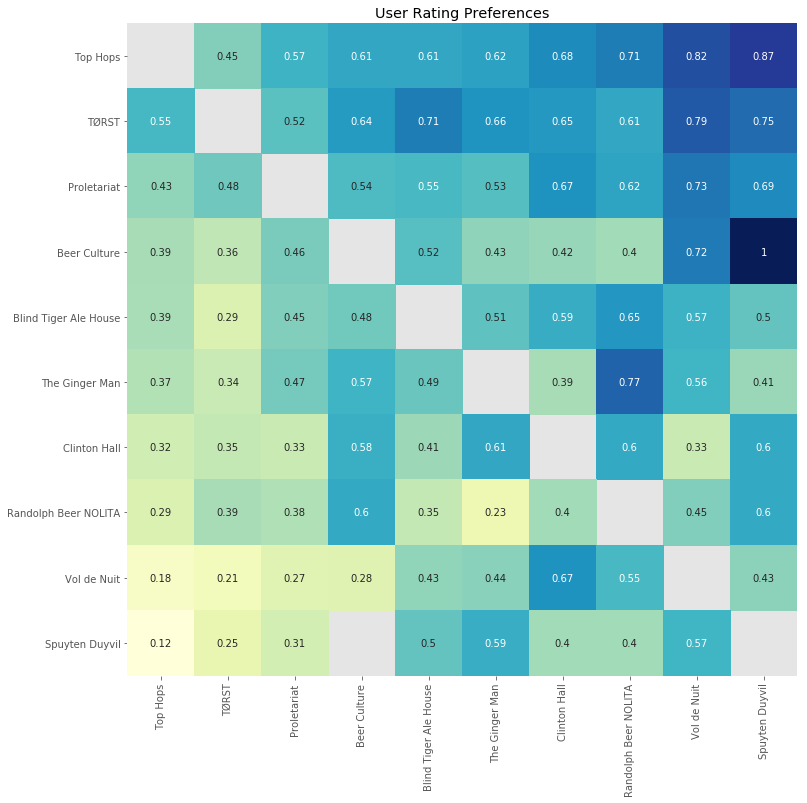 User Rating Preferences
Top Hops 0.45 0.57 0.61 0.61 0.62 0.68 0.71 0.82 0.87
TØRST 0.55 0.52 0.64 0.71 0.66 0.65 0.61 0.79 0.75
Proletariat 0.43 0.48 0.54 0.55 0.53 0.67 0.62 0.73 0.69
Beer Culture 0.39 0.36 0.46 0.52 0.43 0.42 0.4 0.72 1
Blind Tiger Ale House 0.39 0.29 0.45 0.48 0.51 0.59 0.65 0.57 0.5
The Ginger Man 0.37 0.34 0.47 0.57 0.49 0.39 0.77 0.56 0.41
Clinton Hall 0.32 0.35 0.33 0.58 0.41 0.61 0.6 0.33 0.6
Randolph Beer NOLITA 0.29 0.39 0.38 0.6 0.35 0.23 0.4 0.45 0.6
Vol de Nuit 0.18 0.21 0.27 0.28 0.43 0.44 0.67 0.55 0.43
Spuyten Duyvil 0.12 0.25 0.31 0.5 0.59 0.4 0.4 0.57
Top Hops
TØRST
Proletariat
Beer Culture
Blind Tiger Ale House
The Ginger Man
Clinton Hall
Randolph Beer NOLITA
Vol de Nuit
Spuyten Duyvil